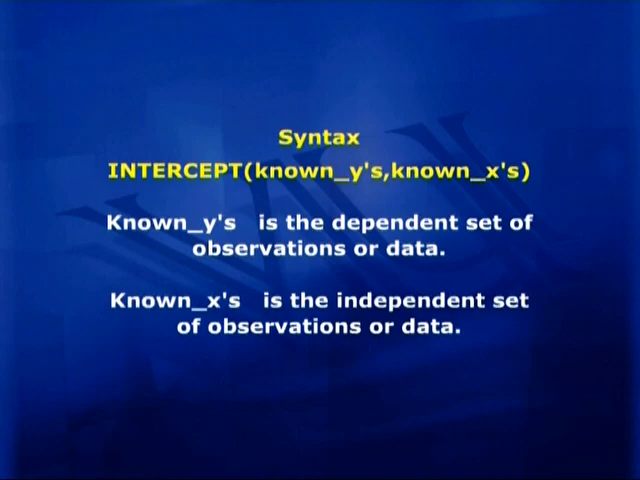 Syntax
INTERCEPT(known_y's,known_x's)
Known_y's is the dependent set of
observations or data.
Known_x's is the independent set
of observations or data.
VU